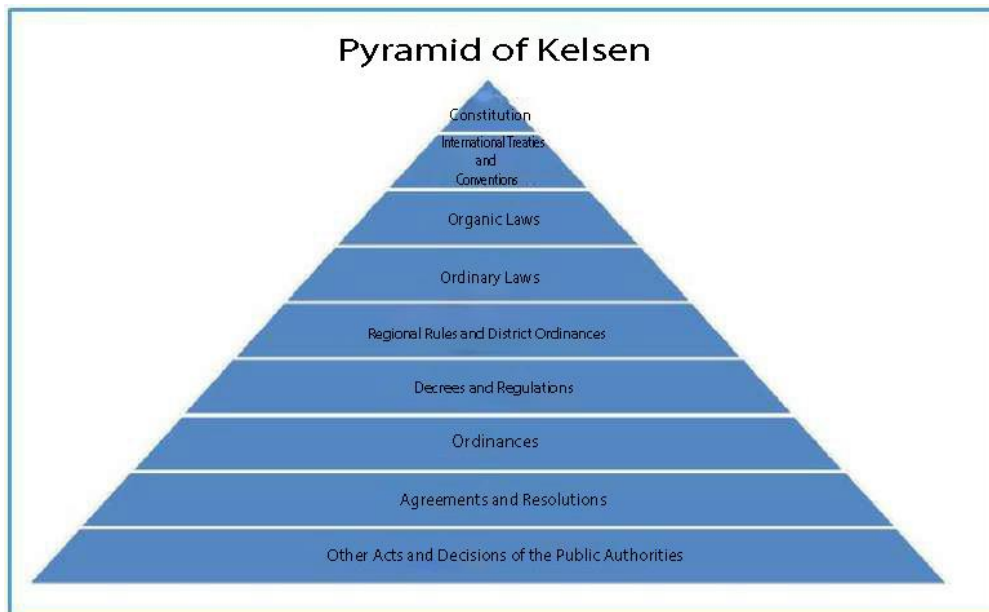 Pyramid of Kelsen
Constitution
International Treaties
and
Conventions
Organic Laws
Ordinary Laws
Regional Rules and District Ordinances
Decrees and Regulations
Ordinances
Agreements and Resolutions
Other Acts and Decisions of the Public Authorities